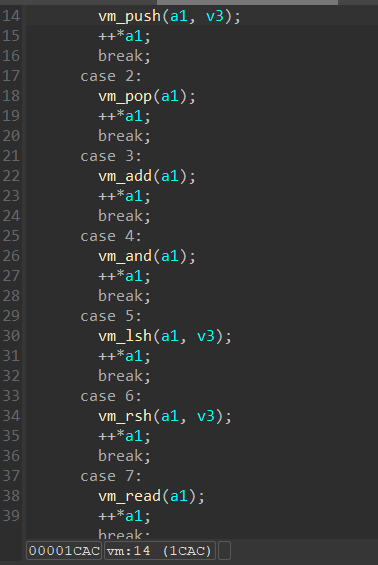 14 vm_push(a1, v3);
15 ++*a1;
16 break;
17 case 2:
18 vm_pop(a1);
19 ++*a1;
20 break;
21 case 3:
22 vm_add(a1);
23 ++*a1;
24 break;
25 case 4:
26 vm_and(a1);
27 ++*a1;
28 break;
29 case 5:
30 vm_lsh(a1, v3);
31 ++*a1;
32 break;
33 case 6:
34 vm_rsh(a1, v3);
35 ++*a1;
36 break;
37 case 7:
38 vm_read(a1);
39 ++*a1;
break;
00001CAC vm:14 (1CAC)